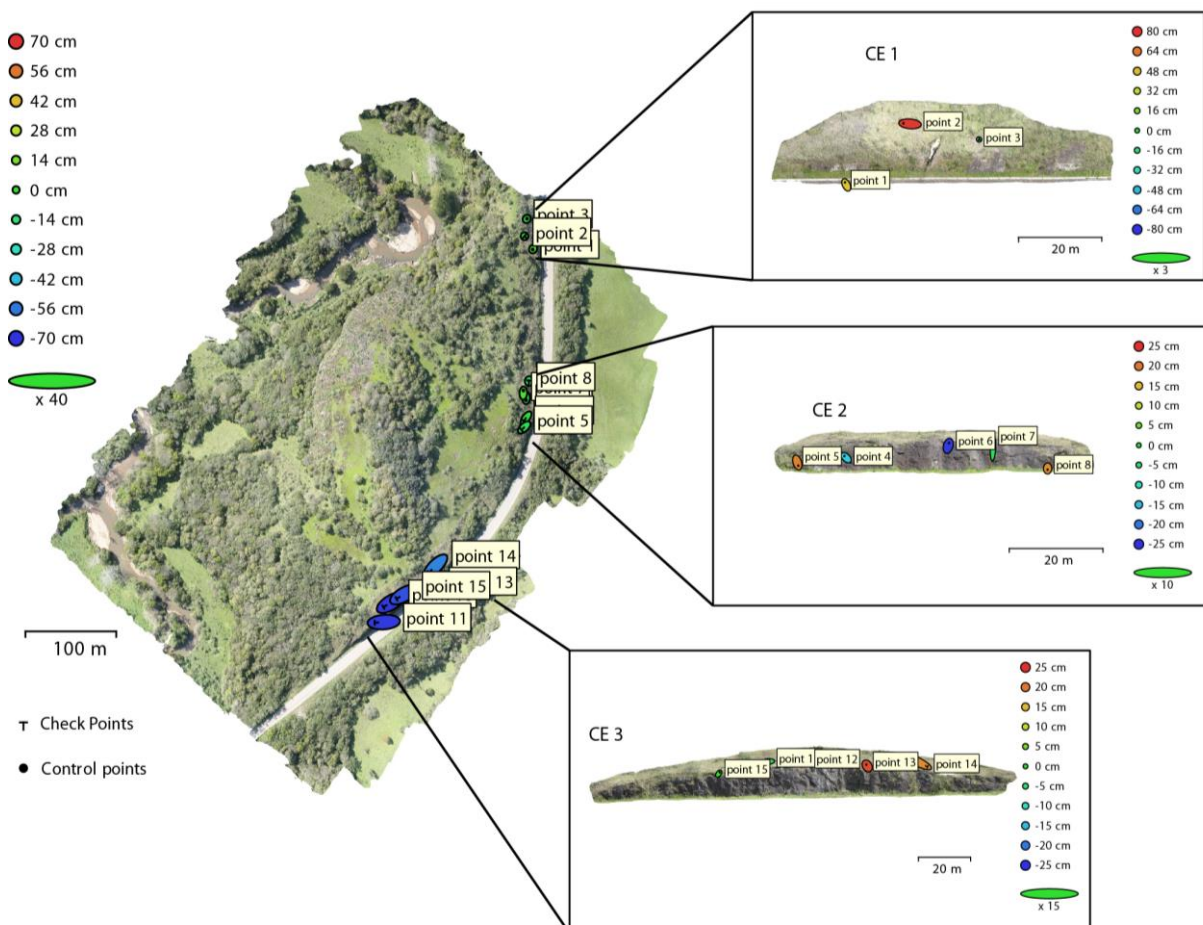 70 cm
56 cm
42 cm
28 cm
14 cm
0 cm
-14 cm
-28 cm
-42 cm
-56 cm
-70 cm
x 40
point 3
point 2
point 8
point 5
point 14
point 15
13
point 11
100 m
Check Points
Control points
CE 1
point 2
point 3
point 1
20 m
80 cm
64 cm
48 cm
32 cm
16 cm
0 cm
-16 cm
-32 cm
-48 cm
-64 cm
-80 cm
x 3
CE 2
point 5
point 4
point 6
point 7
point 8
20 m
25 cm
20 cm
15 cm
10 cm
5 cm
0 cm
-5 cm
-10 cm
-15 cm
-20 cm
-25 cm
x 10
CE 3
point 15
point 1
point 12
point 13
point 14
20 m
25 cm
20 cm
15 cm
10 cm
5 cm
0 cm
-5 cm
-10 cm
-15 cm
-20 cm
-25 cm
x 15